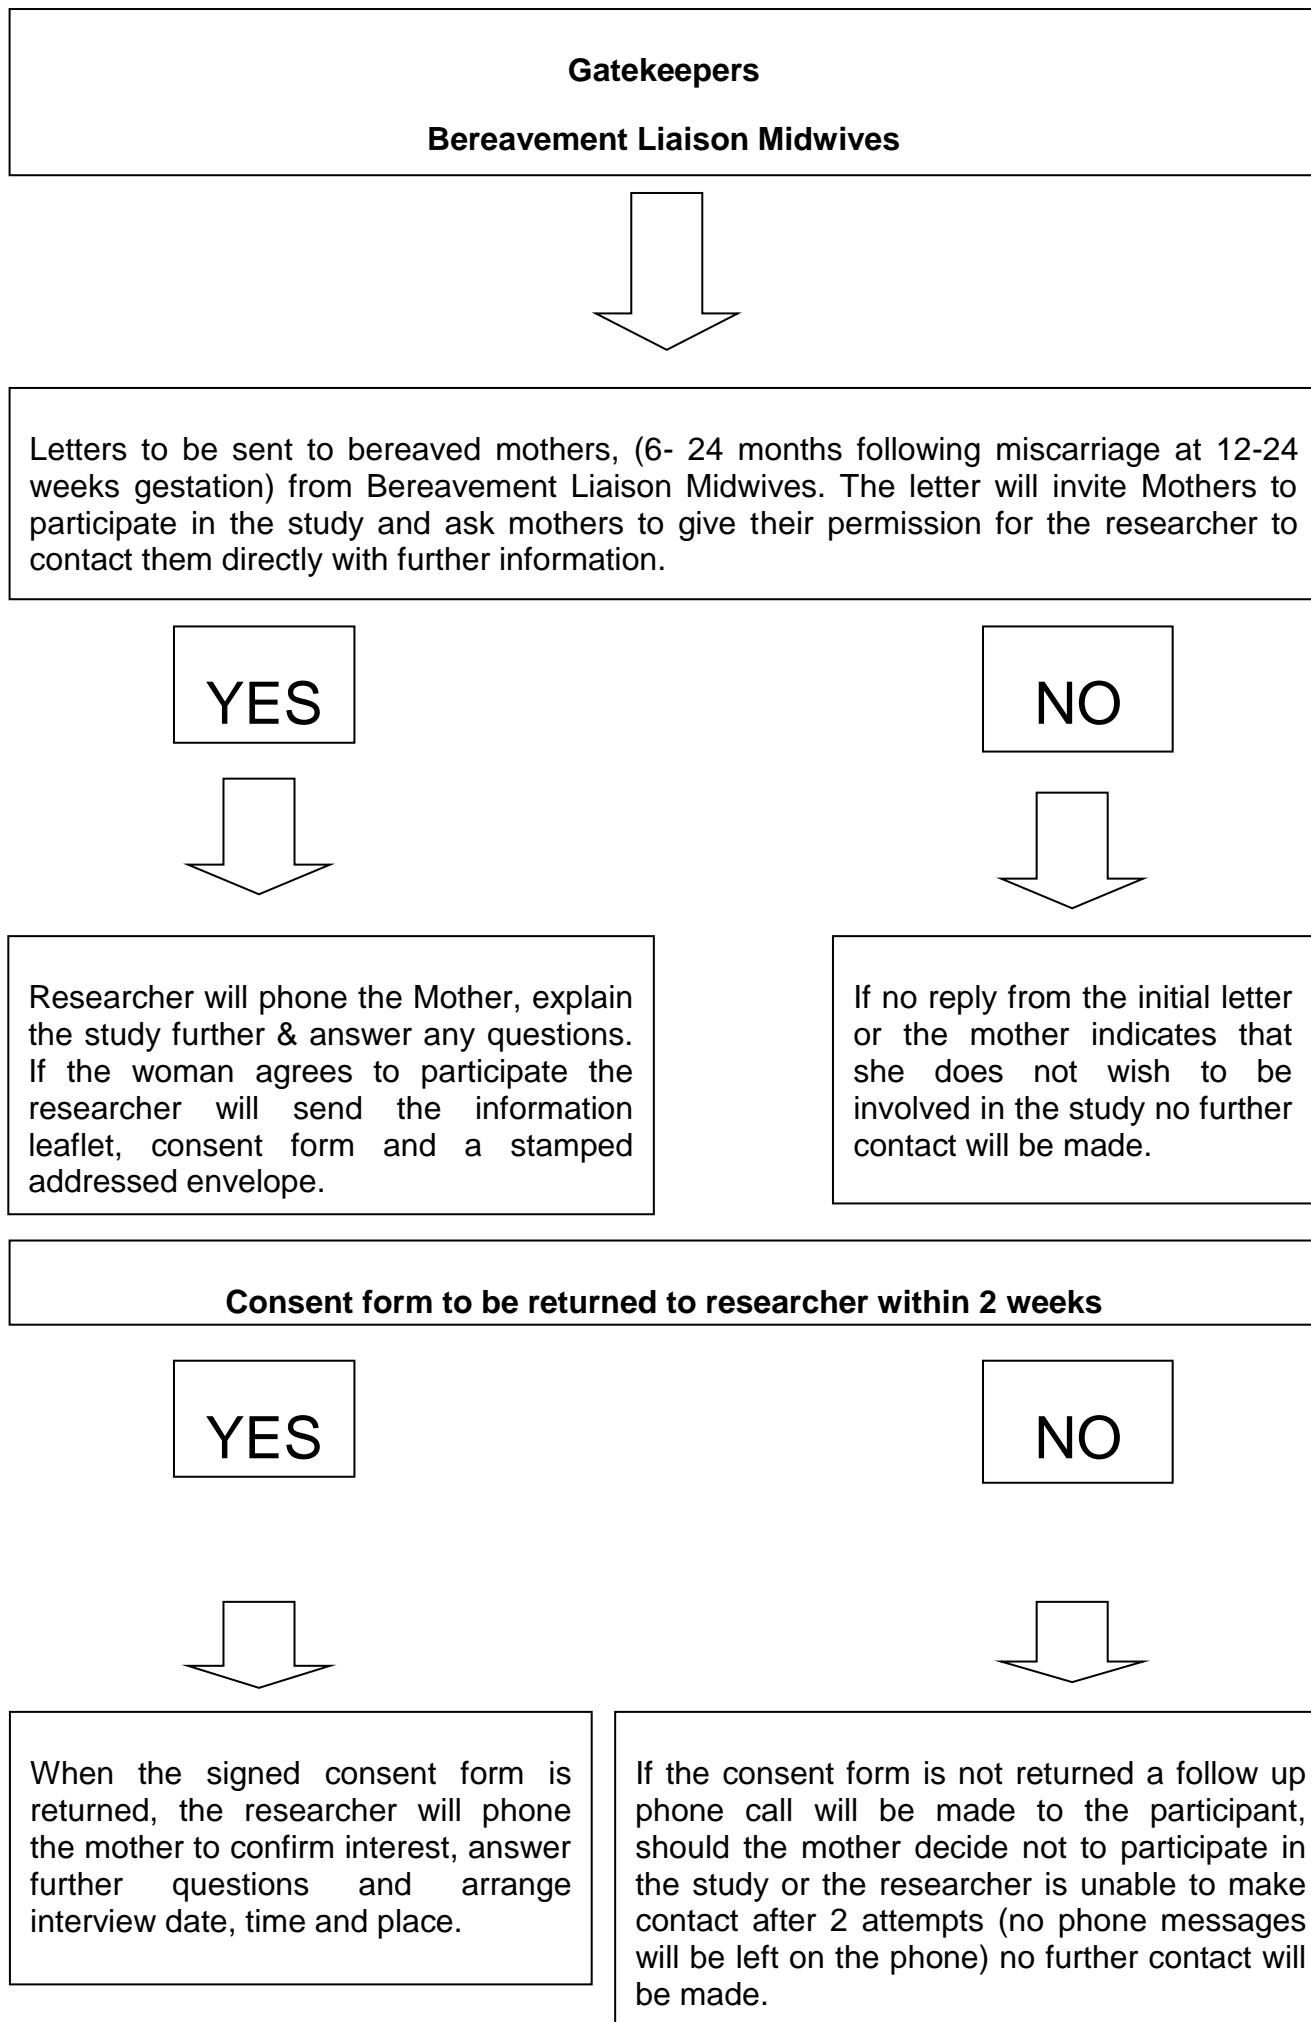 Gatekeepers
Bereavement Liaison Midwives
Letters to be sent to bereaved mothers, (6- 24 months following miscarriage at 12-24
weeks gestation) from Bereavement Liaison Midwives. The letter will invite Mothers to
participate in the study and ask mothers to give their permission for the researcher to
contact them directly with further information.
YES
NO
Researcher will phone the Mother, explain
the study further & answer any questions.
If the woman agrees to participate the
researcher will send the information
leaflet, consent form and a stamped
addressed envelope.
If no reply from the initial letter
or the mother indicates that
she does not wish to be
involved in the study no further
contact will be made.
Consent form to be returned to researcher within 2 weeks
YES
NO
When the signed consent form is
returned, the researcher will phone
the mother to confirm interest, answer
further questions and arrange
interview date, time and place.
If the consent form is not returned a follow up
phone call will be made to the participant,
should the mother decide not to participate in
the study or the researcher is unable to make
contact after 2 attempts (no phone messages
will be left on the phone) no further contact will
be made.